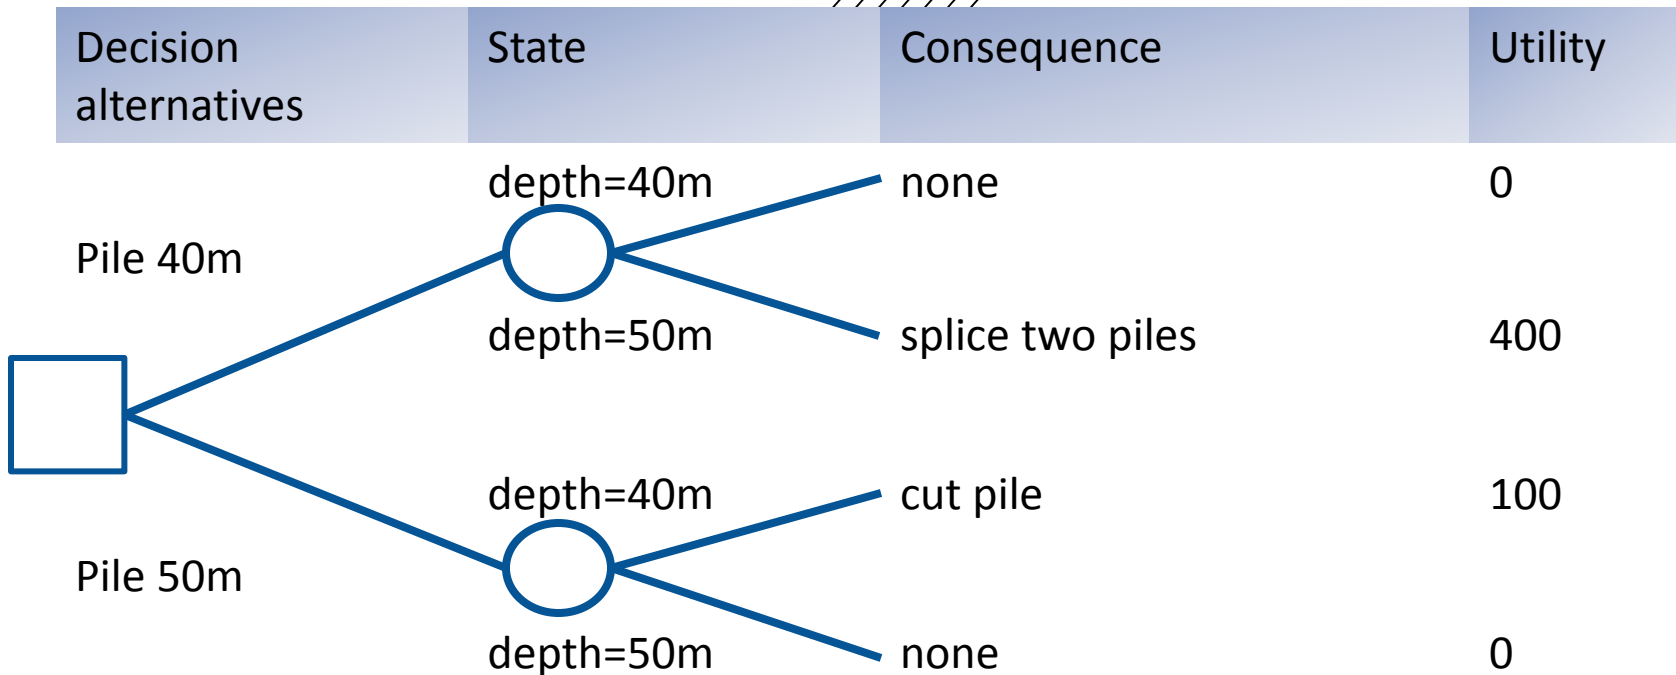 Decision
alternatives
State
Consequence
Utility
depth=40m
none
0
Pile 40m
depth=50m
splice two piles
400
depth=40m
cut pile
100
Pile 50m
depth=50m
none
0